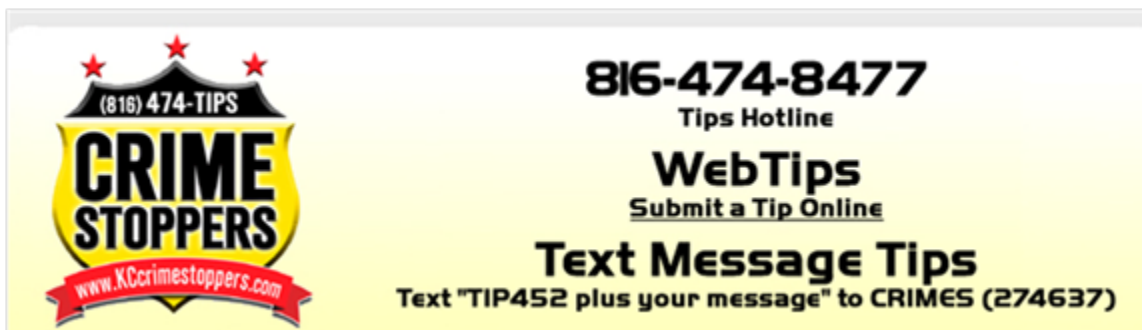 (816) 474-TIPS
CRIME
STOPPERS
www.KCcrimestoppers.com
816-474-8477
Tips Hotline
WebTips
Submit a Tip Online
Text Message Tips
Text "TIP452 plus your message" to CRIMES (274637)